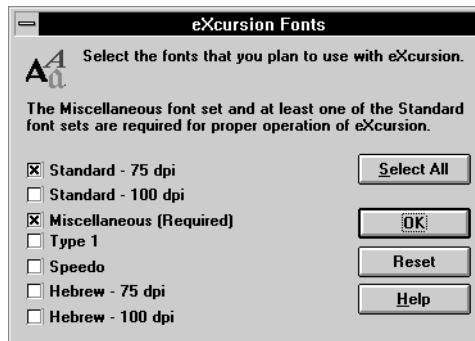 eXcursion Fonts
Select the fonts that you plan to use with eXcursion.
The Miscellaneous font set and at least one of the Standard
font sets are required for proper operation of eXcursion.
Standard - 75 dpi
Standard - 100 dpi
Miscellaneous (Required)
Type 1
Speedo
Hebrew - 75 dpi
Hebrew - 100 dpi
Select All
OK
Reset
Help